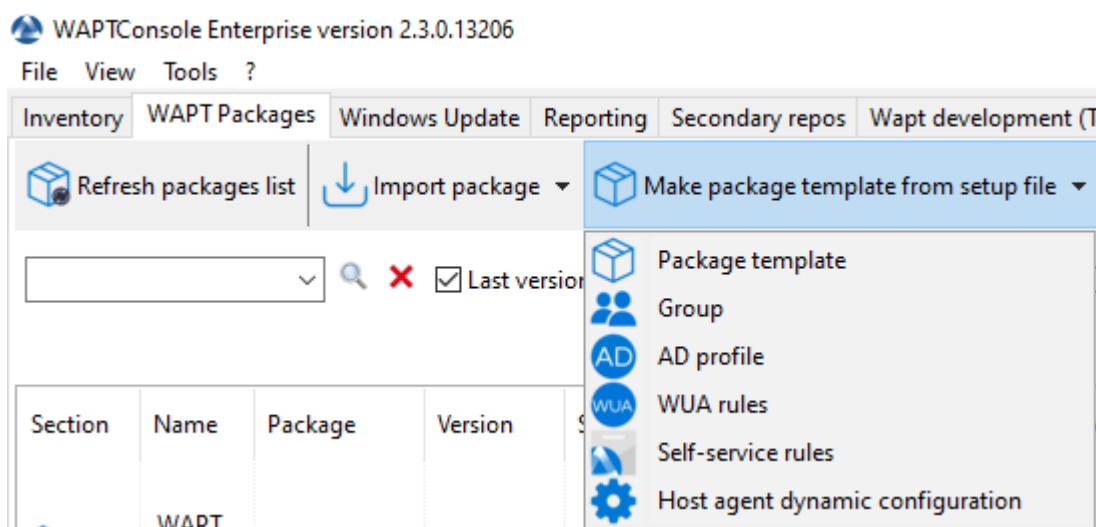 WAPTConsole Enterprise version 2.3.0.13206
File View Tools ?
Inventory WAPT Packages Windows Update Reporting Secondary repos Wapt development (T
Refresh packages list Import package Make package template from setup file
Last version
Package template
Group
AD AD profile
WUA WUA rules
Self-service rules
Host agent dynamic configuration
Section Name Package Version
WAPT